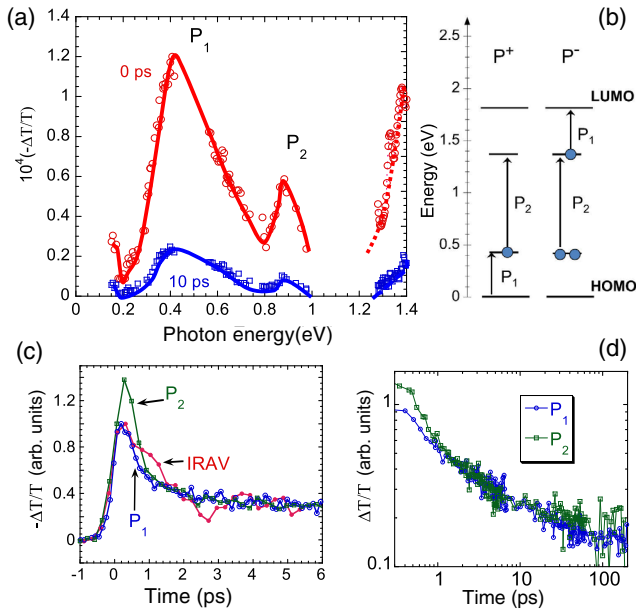 (a)
P1
0 ps
P2
10 ps
10^4(-ΔT/T)
1.4
1.2
1
0.8
0.6
0.4
0.2
0
0 0.2 0.4 0.6 0.8 1 1.2 1.4
Photon energy(eV)
(b)
P+ P-
LUMO
P1
P2 P2
P1
HOMO
Energy (eV)
2.5
2
1.5
1
0.5
0
(c)
P2
IRAV
P1
-ΔT/T (arb. units)
1.2
0.8
0.4
0
-1 0 1 2 3 4 5 6
Time (ps)
(d)
P1
P2
ΔT/T (arb. units)
1
0.1
1 10 100
Time (ps)